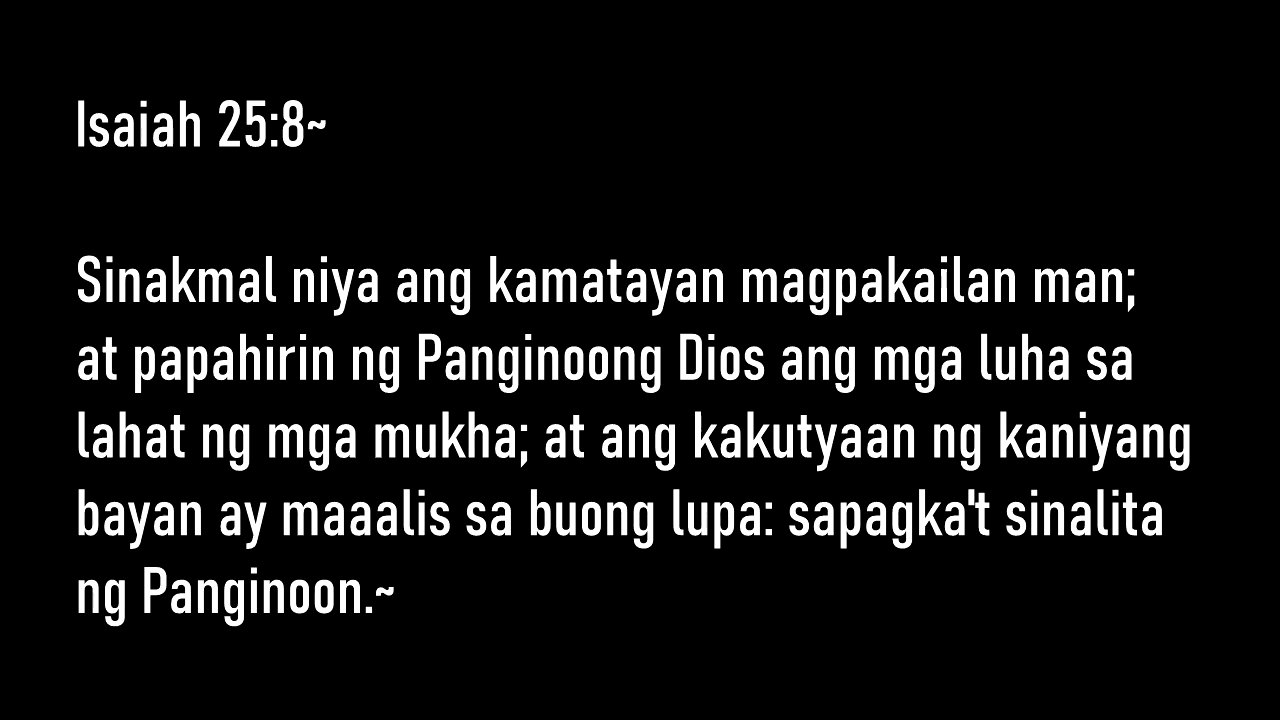 Isaiah 25:8~
Sinakmal niya ang kamatayan magpakailan man;
at papahirin ng Panginoong Dios ang mga luha sa
lahat ng mga mukha; at ang kakutyaan ng kaniyang
bayan ay maaalis sa buong lupa: sapagka't sinalita
ng Panginoon.~